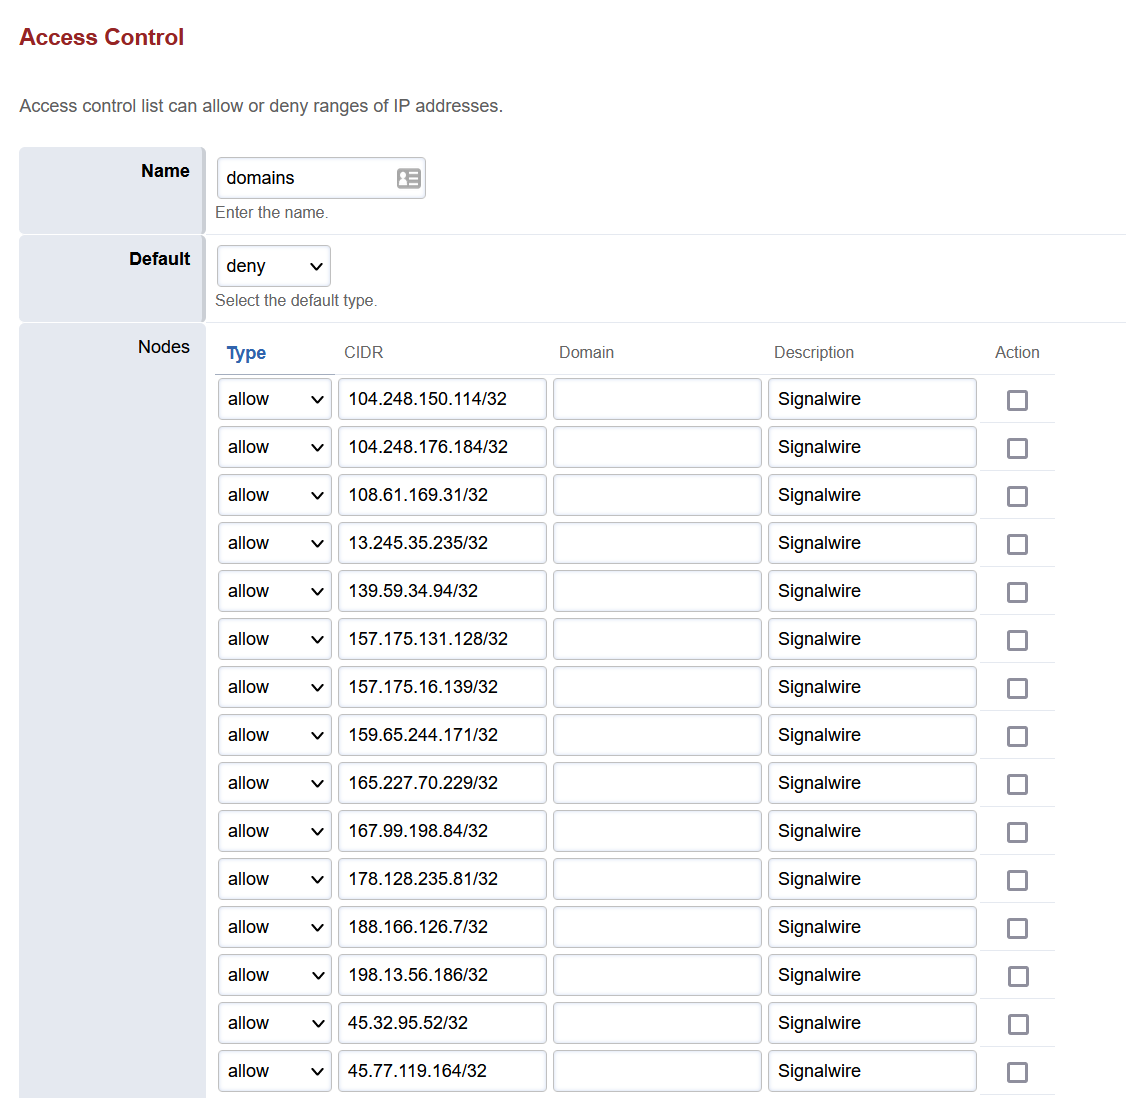 Access Control
Access control list can allow or deny ranges of IP addresses.
Name
domains
Enter the name.
Default
deny
Select the default type.
Nodes
Type CIDR Domain Description Action
allow 104.248.150.114/32 Signalwire
allow 104.248.176.184/32 Signalwire
allow 108.61.169.31/32 Signalwire
allow 13.245.35.235/32 Signalwire
allow 139.59.34.94/32 Signalwire
allow 157.175.131.128/32 Signalwire
allow 157.175.16.139/32 Signalwire
allow 159.65.244.171/32 Signalwire
allow 165.227.70.229/32 Signalwire
allow 167.99.198.84/32 Signalwire
allow 178.128.235.81/32 Signalwire
allow 188.166.126.7/32 Signalwire
allow 198.13.56.186/32 Signalwire
allow 45.32.95.52/32 Signalwire
allow 45.77.119.164/32 Signalwire